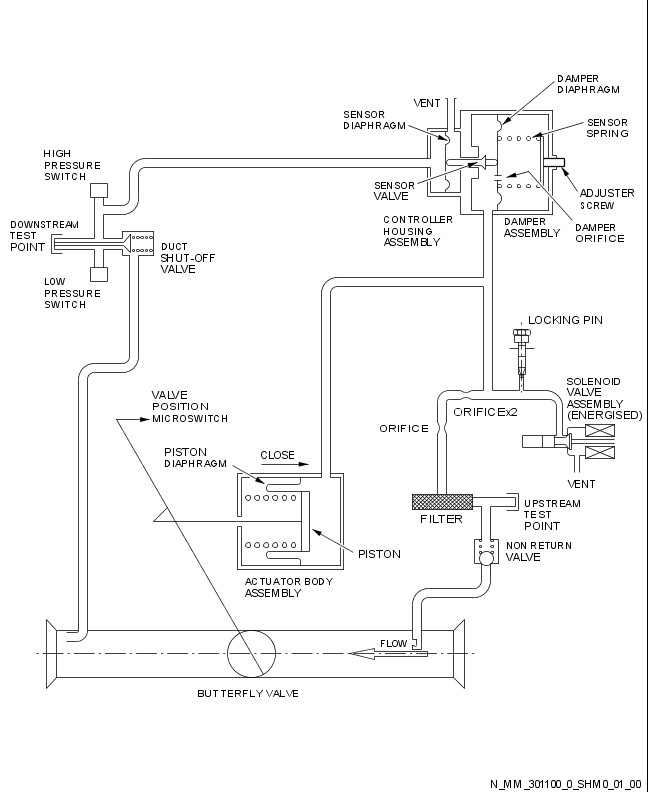 DAMPER
DIAPHRAGM
VENT
SENSOR
DIAPHRAGM
SENSOR
SPRING
HIGH
PRESSURE
SWITCH
SENSOR
VALVE
ADJUSTER
SCREW
DOWNSTREAM
TEST
POINT
CONTROLLER
HOUSING
ASSEMBLY
DAMPER
ASSEMBLY
DAMPER
ORIFICE
DUCT
SHUT-OFF
VALVE
LOW
PRESSURE
SWITCH
LOCKING PIN
SOLENOID
VALVE
ASSEMBLY
(ENERGISED)
VALVE
POSITION
MICROSWITCH
ORIFICEx2
ORIFICE
PISTON
DIAPHRAGM
CLOSE
VENT
UPSTREAM
TEST
POINT
FILTER
NON RETURN
VALVE
PISTON
ACTUATOR BODY
ASSEMBLY
FLOW
BUTTERFLY VALVE
N_MM_301100_0_SHM0_01_00